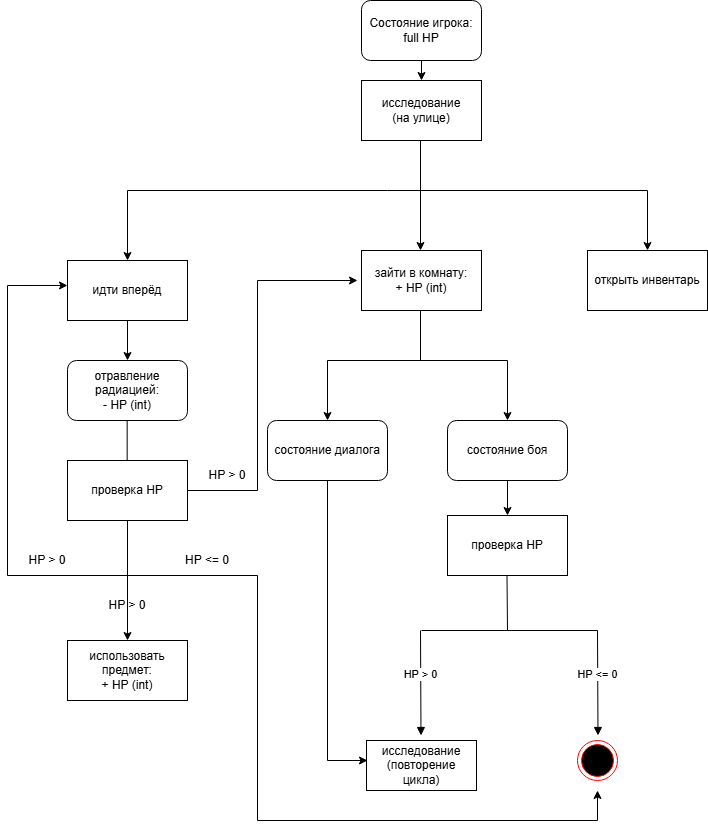 Состояние игрока:
full HP
исследование
(на улице)
идти вперёд
зайти в комнату:
+ HP (int)
открыть инвентарь
отравление
радиацией:
- HP (int)
состояние диалога
состояние боя
проверка HP
HP > 0
проверка HP
HP > 0
HP <= 0
HP > 0
использовать
предмет:
+ HP (int)
HP > 0
HP <= 0
исследование
(повторение
цикла)